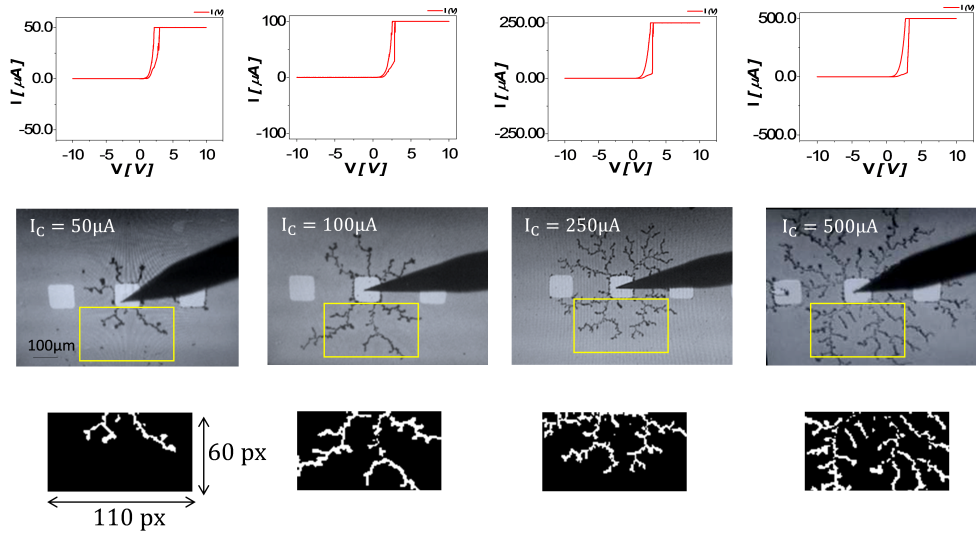 I (V)
50.0
0.0
-50.0
I [ μA]
-10 -5 0 5 10
V[ V]
I (V)
100
0
-100
I [ μA]
-10 -5 0 5 10
V[ V]
I (V)
250.00
0.00
-250.00
I [ μA]
-10 -5 0 5 10
V[ V]
I (V)
500.0
0.0
-500.0
I [ μA]
-10 -5 0 5 10
V[ V]
I_C = 50μA
100μm
I_C = 100μA
I_C = 250μA
I_C = 500μA
60 px
110 px